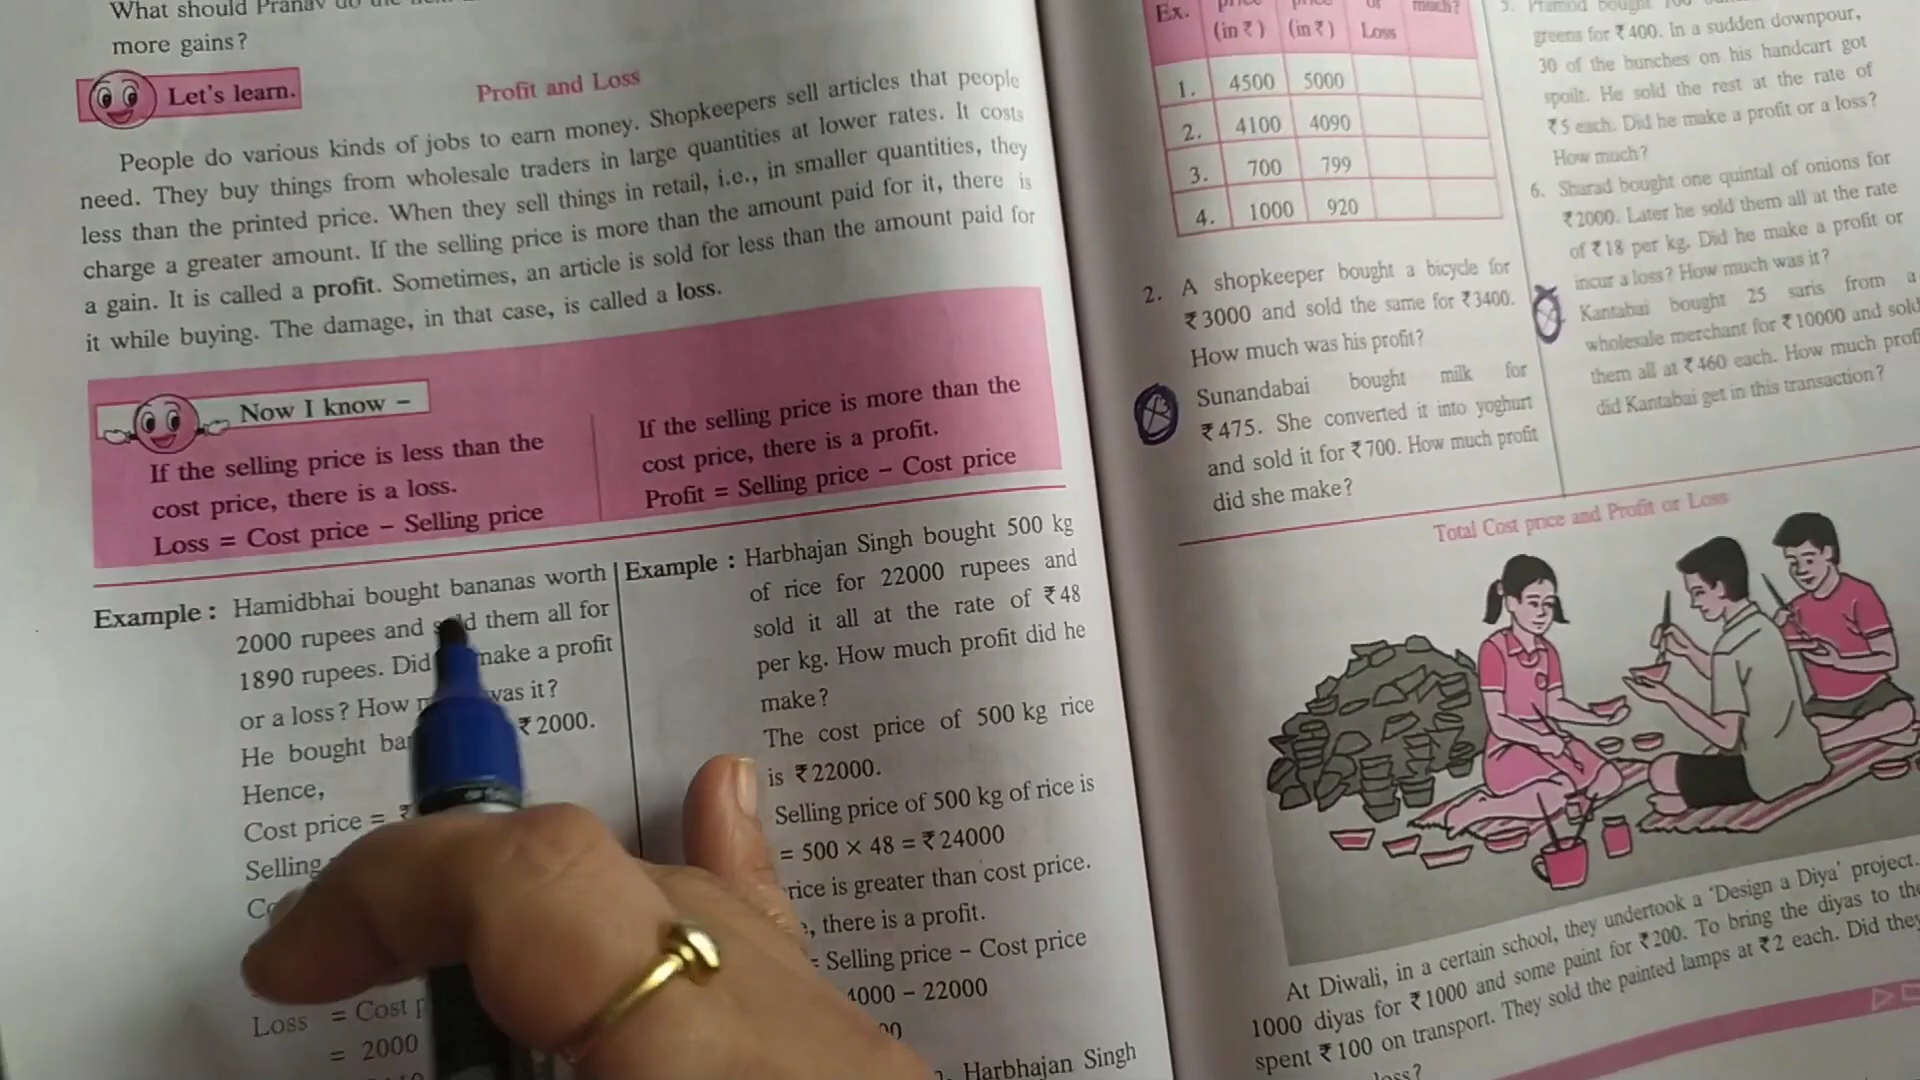 What should Pranav do the
more gains?
Let's learn.
Profit and Loss
People do various kinds of jobs to earn money. Shopkeepers sell articles that people
need. They buy things from wholesale traders in large quantities at lower rates. It costs
less than the printed price. When they sell things in retail, i.e., in smaller quantities, they
charge a greater amount. If the selling price is more than the amount paid for it, there is
a gain. It is called a profit. Sometimes, an article is sold for less than the amount paid for
it while buying. The damage, in that case, is called a loss.
Now I know –
If the selling price is less than the
cost price, there is a loss.
Loss = Cost price – Selling price
If the selling price is more than the
cost price, there is a profit.
Profit = Selling price – Cost price
Example : Hamidbhai bought bananas worth
2000 rupees and sold them all for
1890 rupees. Did make a profit
or a loss? How was it?
He bought ₹2000.
Hence,
Cost price = ₹
Selling
Loss = Cost
= 2000
Example : Harbhajan Singh bought 500 kg
of rice for 22000 rupees and
sold it all at the rate of ₹48
per kg. How much profit did he
make?
The cost price of 500 kg rice
is ₹22000.
Selling price of 500 kg of rice is
= 500 × 48 = ₹24000
rice is greater than cost price.
, there is a profit.
= Selling price – Cost price
4000 – 22000
Harbhajan Singh
Ex. price price or much?
(in ₹) (in ₹) Loss
1. 4500 5000
2. 4100 4090
3. 700 799
4. 1000 920
2. A shopkeeper bought a bicycle for
₹3000 and sold the same for ₹3400.
How much was his profit?
Sunandabai bought milk for
₹475. She converted it into yoghurt
and sold it for ₹700. How much profit
did she make?
5. Pramod bought 100
greens for ₹400. In a sudden downpour,
30 of the bunches on his handcart got
spoilt. He sold the rest at the rate of
₹5 each. Did he make a profit or a loss?
How much?
6. Sharad bought one quintal of onions for
₹2000. Later he sold them all at the rate
of ₹18 per kg. Did he make a profit or
incur a loss? How much was it?
Kantabai bought 25 saris from a
wholesale merchant for ₹10000 and sold
them all at ₹460 each. How much profi
did Kantabai get in this transaction?
Total Cost price and Profit or Loss
At Diwali, in a certain school, they undertook a 'Design a Diya' project.
1000 diyas for ₹1000 and some paint for ₹200. To bring the diyas to the
spent ₹100 on transport. They sold the painted lamps at ₹2 each. Did they
loss?